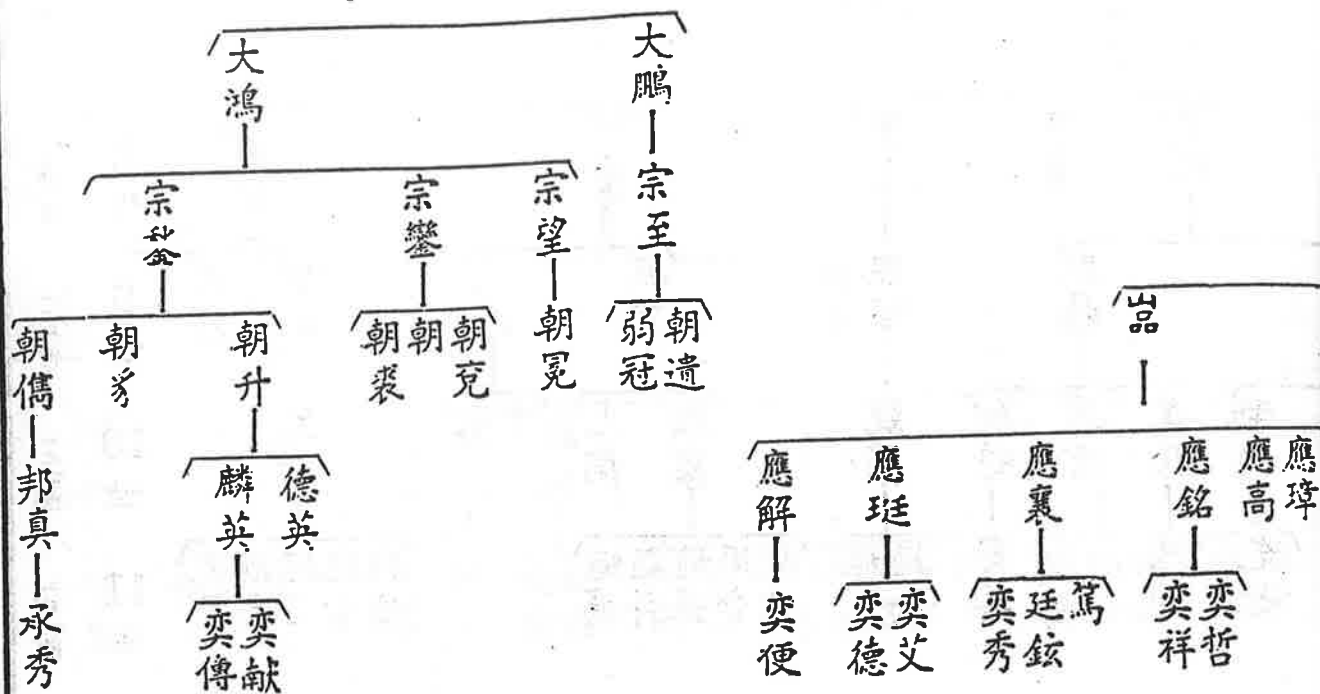 大鵬
大鴻
宗至
宗望
宗鑾
宗
朝遺
弱冠
朝冕
朝兗
朝
朝裘
朝升
朝
朝儁
德英
麟英
邦真
奕献
奕傳
承秀
嵓
應璋
應高
應銘
應襄
應珽
應解
奕哲
奕祥
篤
廷鉉
奕秀
奕艾
奕德
奕便